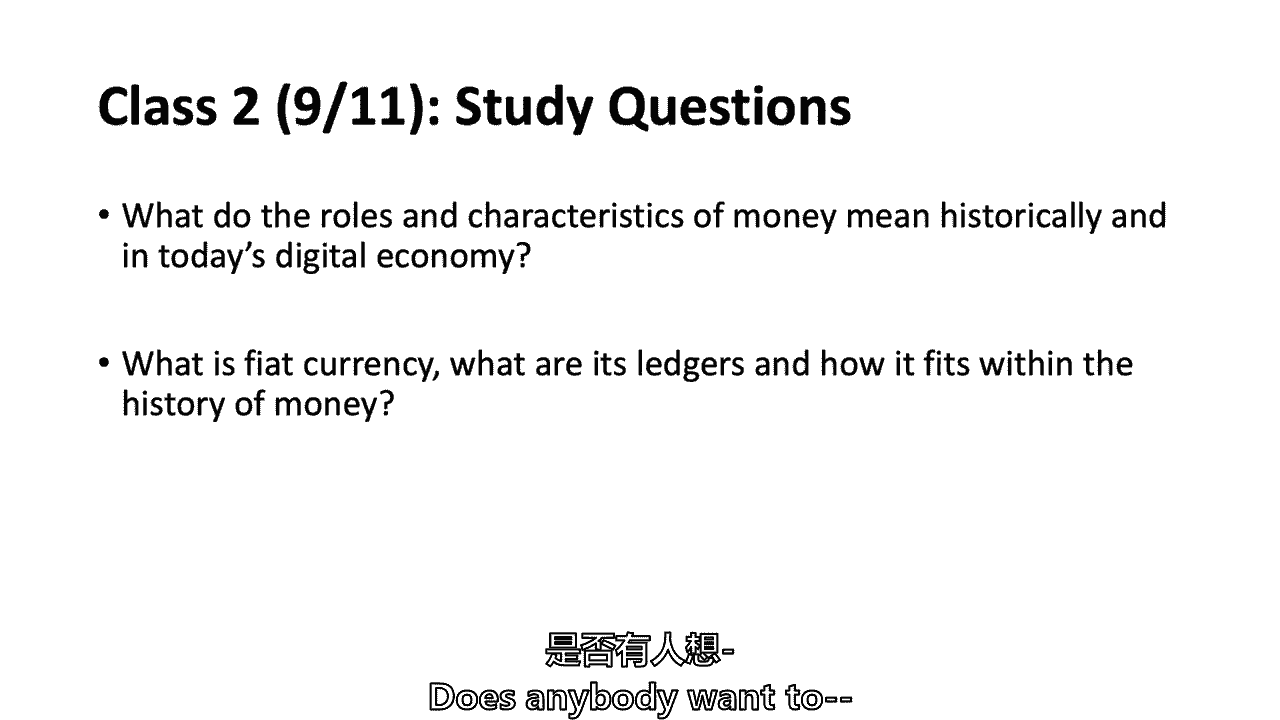 Class 2 (9/11): Study Questions
• What do the roles and characteristics of money mean historically and
in today’s digital economy?
• What is fiat currency, what are its ledgers and how it fits within the
history of money?
是否有人想-
Does anybody want to--